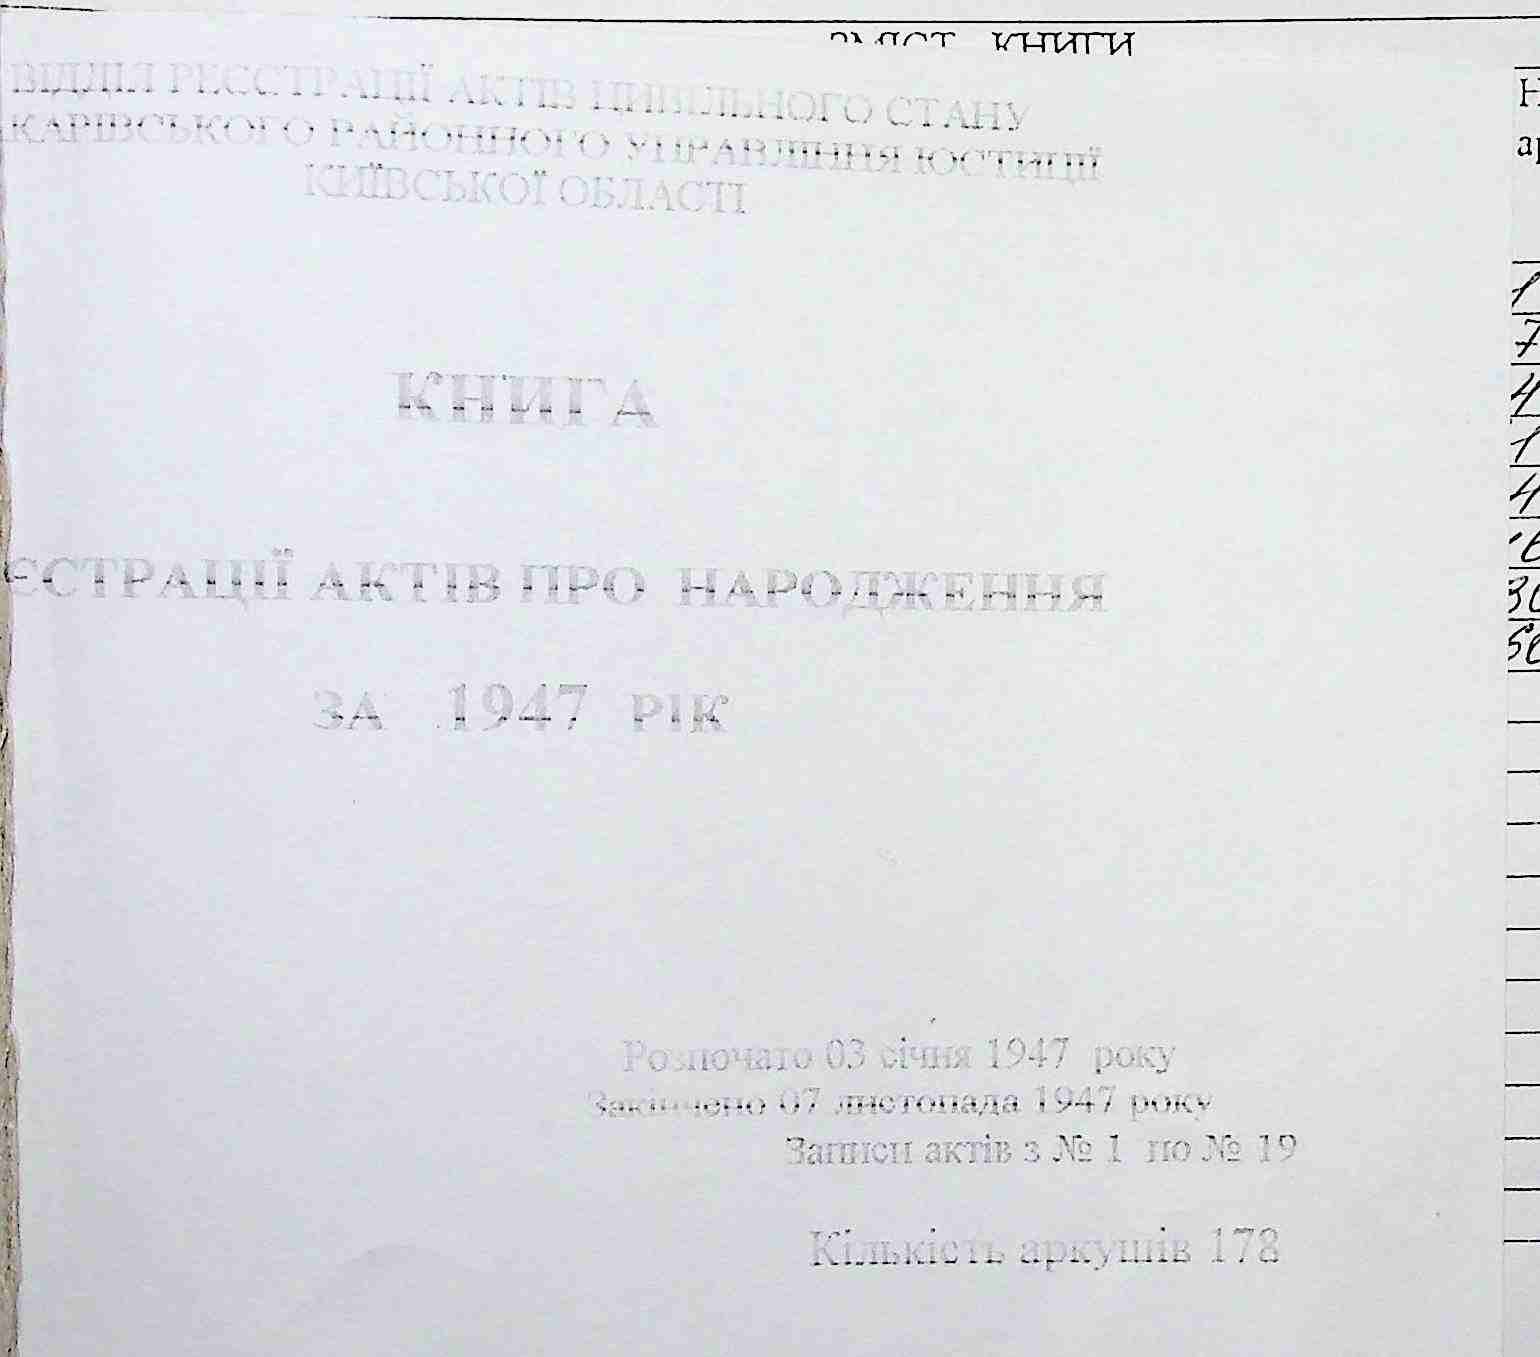 ЗМІСТ КНИГИ
ВІДДІЛ РЕЄСТРАЦІЇ АКТІВ ЦИВІЛЬНОГО СТАНУ
КАРІВСЬКОГО РАЙОННОГО УПРАВЛІННЯ ЮСТИЦІЇ
КИЇВСЬКОЇ ОБЛАСТІ
КНИГА
ЄСТРАЦІЇ АКТІВ ПРО НАРОДЖЕННЯ
ЗА 1947 РІК
Розпочато 03 січня 1947 року
Закінчено 07 листопада 1947 року
Записи актів з № 1 по № 19
Кількість аркушів 178